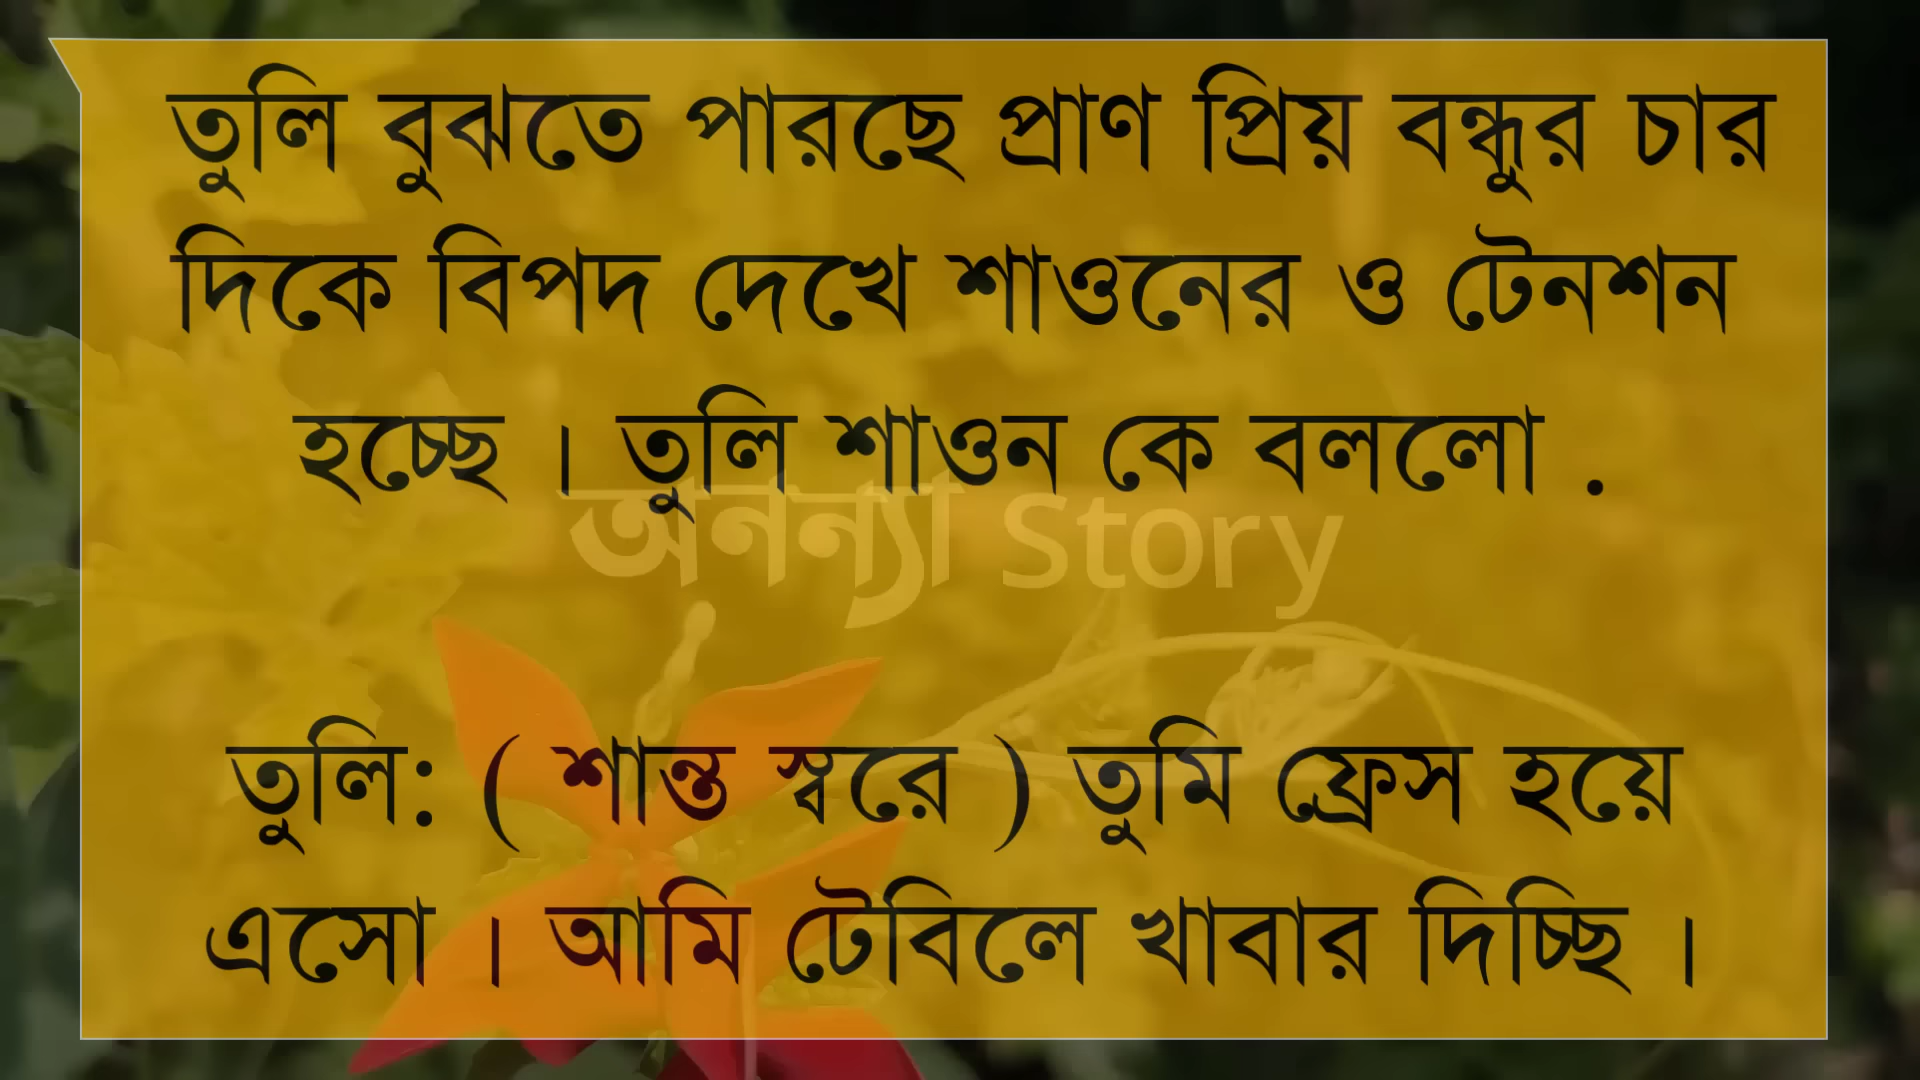 তুলি বুঝতে পারছে প্রাণ প্রিয় বন্ধুর চার
দিকে বিপদ দেখে শাওনের ও টেনশন
হচ্ছে । তুলি শাওন কে বললো .
অনন্যা Story
তুলি: ( শান্ত স্বরে ) তুমি ফ্রেস হয়ে
এসো । আমি টেবিলে খাবার দিচ্ছি ।